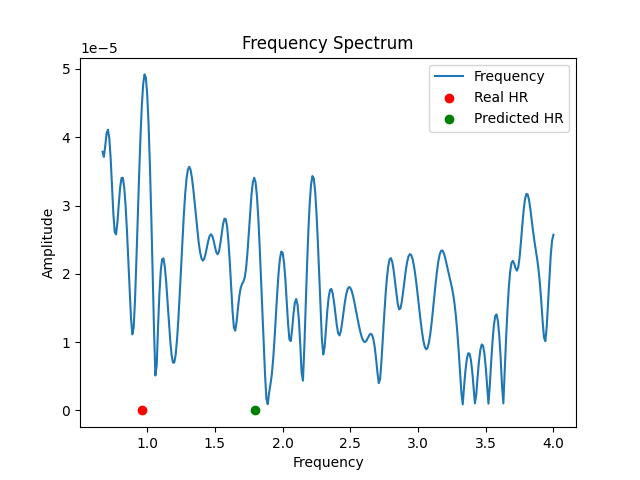 Frequency Spectrum
1e−5
Frequency
Real HR
Predicted HR
5
4
3
2
1
0
Amplitude
1.0 1.5 2.0 2.5 3.0 3.5 4.0
Frequency